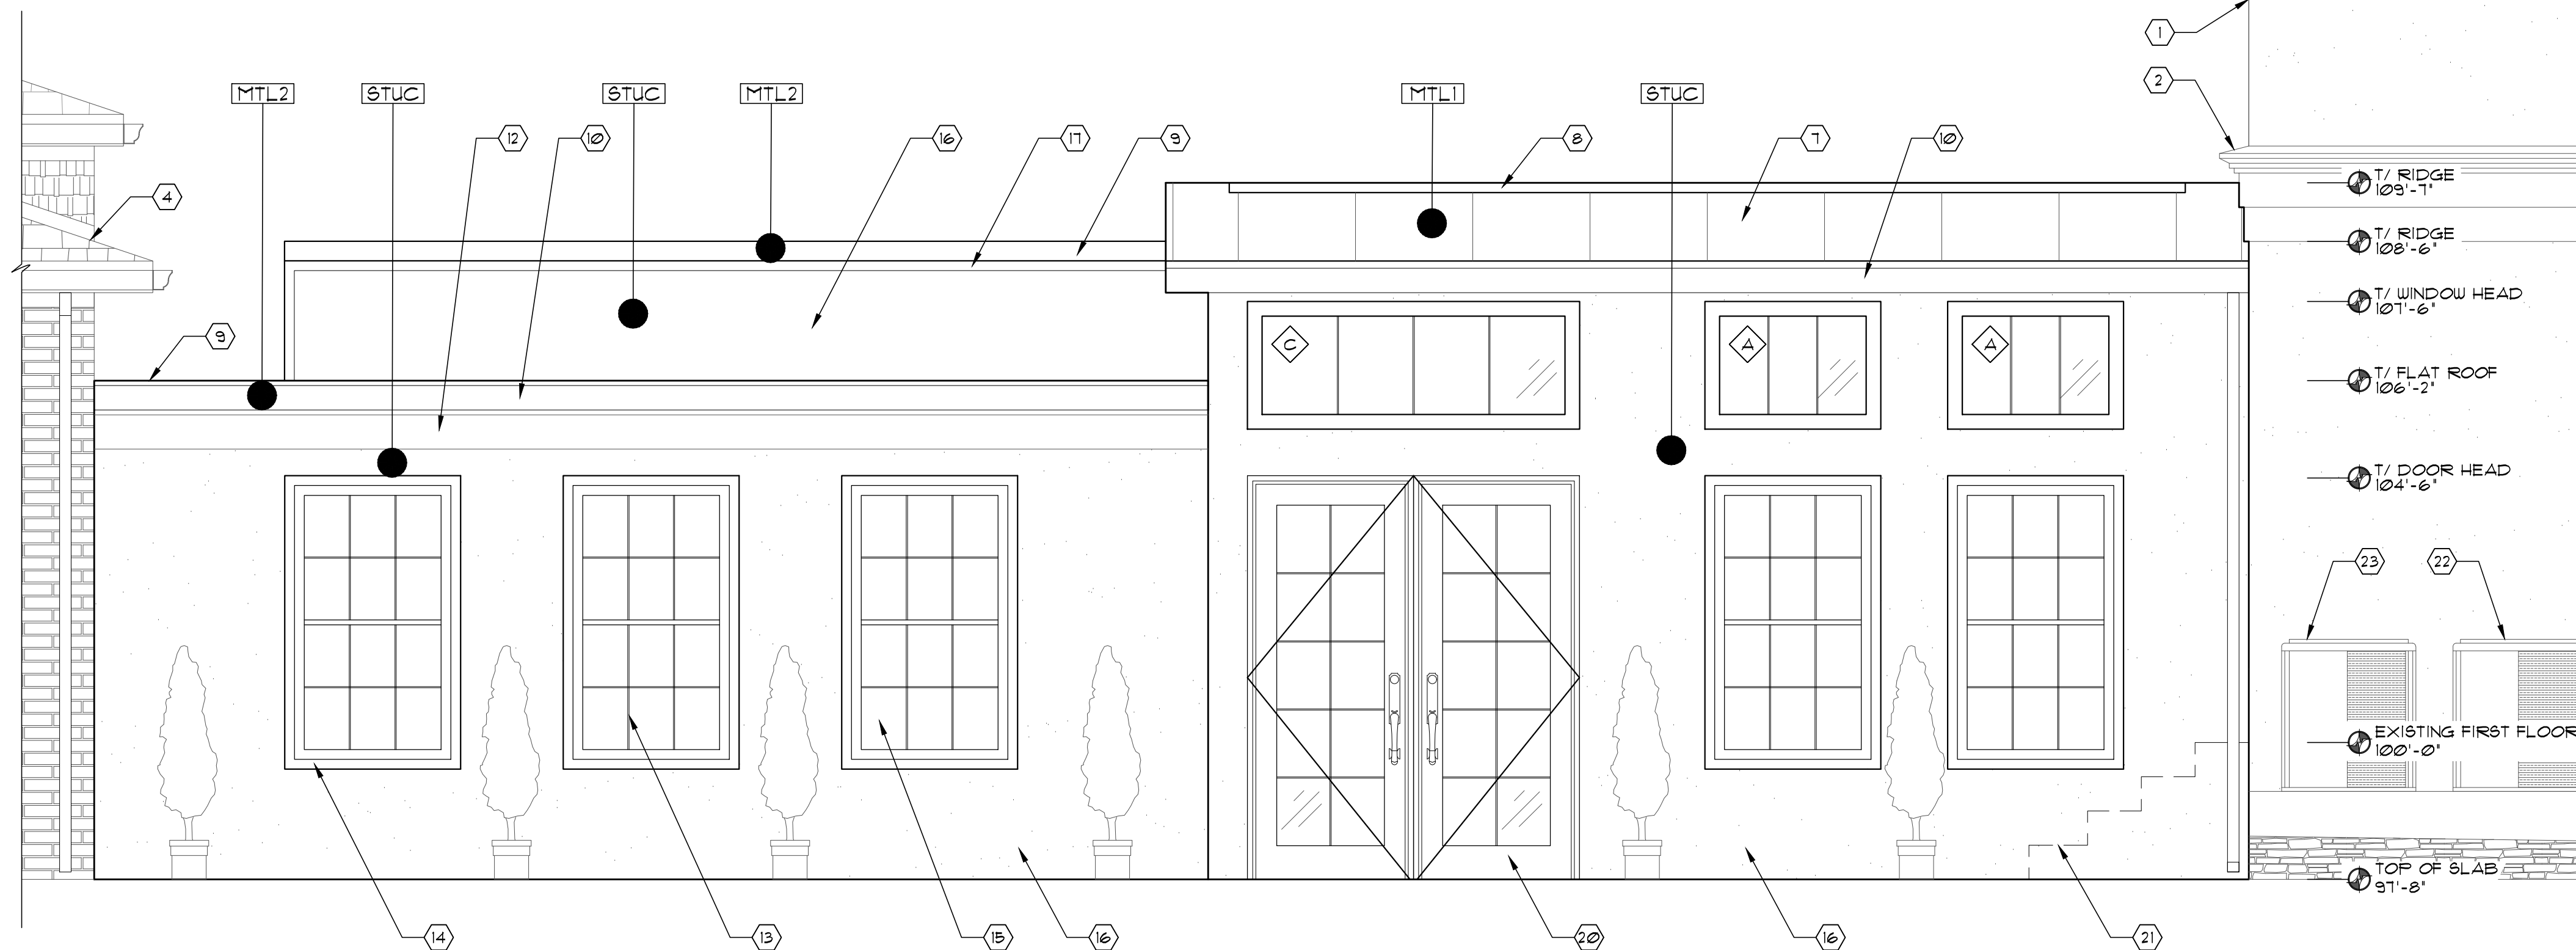 1
2
MTL2
STUC
STUC
MTL2
MTL1
STUC
12
10
16
17
9
8
7
10
4
T/ RIDGE
109'-7"
T/ RIDGE
108'-6"
T/ WINDOW HEAD
107'-6"
9
C
A
A
T/ FLAT ROOF
106'-2"
T/ DOOR HEAD
104'-6"
23
22
EXISTING FIRST FLOOR
100'-0"
TOP OF SLAB
97'-8"
14
13
15
16
20
16
21